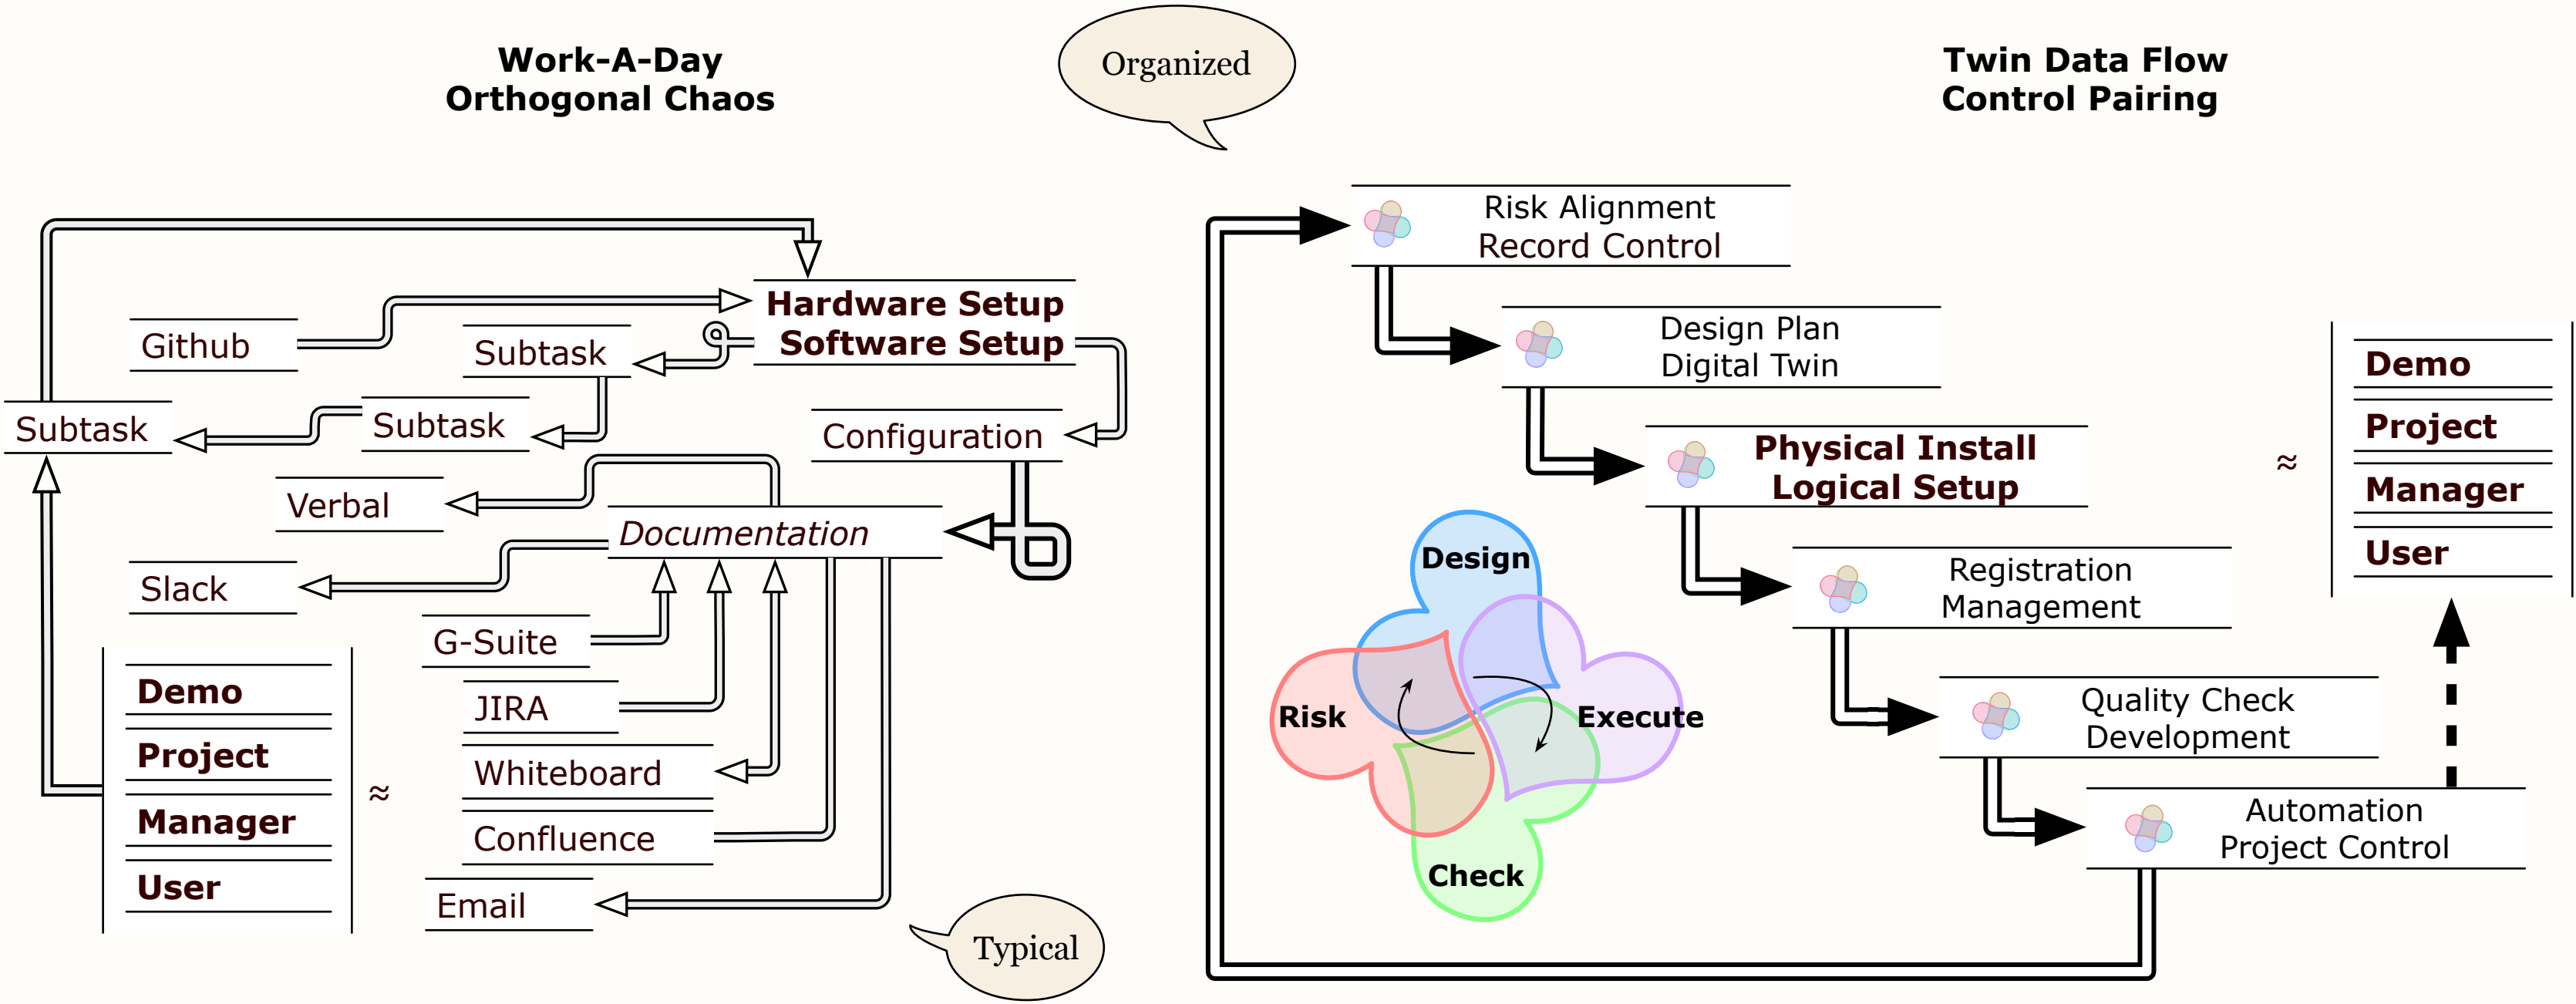 Work-A-Day
Orthogonal Chaos
Organized
Twin Data Flow
Control Pairing
Hardware Setup
Software Setup
Github
Subtask
Subtask
Subtask
Configuration
Verbal
Documentation
Slack
G-Suite
JIRA
Whiteboard
Confluence
Email
Demo
Project
Manager
User
≈
Typical
Risk Alignment
Record Control
Design Plan
Digital Twin
Physical Install
Logical Setup
Registration
Management
Quality Check
Development
Automation
Project Control
Design
Risk
Execute
Check
≈
Demo
Project
Manager
User